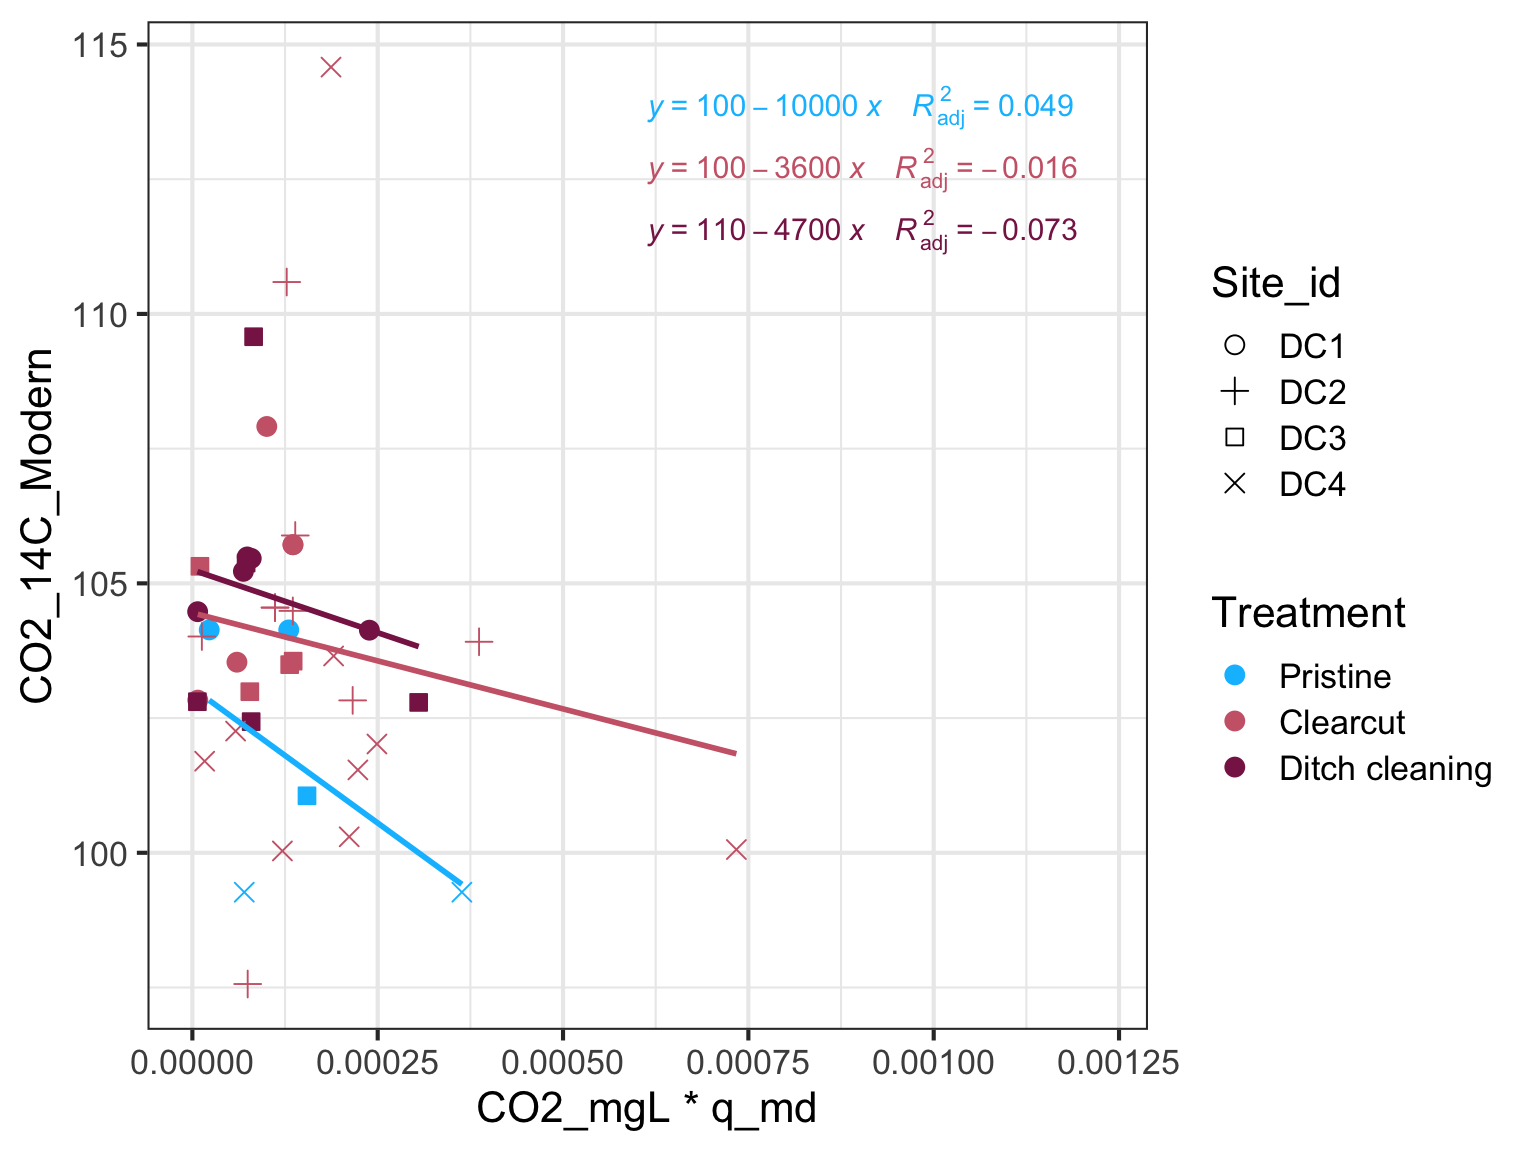 115
y = 100 – 10000 x R²adj = 0.049
y = 100 – 3600 x R²adj = – 0.016
y = 110 – 4700 x R²adj = – 0.073
110
105
100
CO2_14C_Modern
0.00000 0.00025 0.00050 0.00075 0.00100 0.00125
CO2_mgL * q_md
Site_id
DC1
DC2
DC3
DC4
Treatment
Pristine
Clearcut
Ditch cleaning